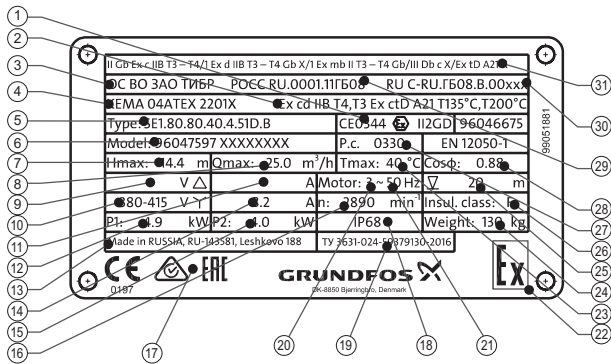 1
2
3
4
5
6
7
8
9
10
11
12
13
14
15
16
II Gb Ex c IIB T3 – T4/1 Ex d IIB T3 – T4 Gb X/1 Ex mb II T3 – T4 Gb/III Db c X/Ex tD A21
ОС ВО ЗАО ТИБР РОСС RU.0001.11ГБ08 RU C-RU.ГБ08.B.00xxx
KEMA 04ATEX 2201X Ex cd IIB T4,T3 Ex ctD A21 T135°C,T200°C
Type: SE1.80.80.40.4.51D.B CE0344 Ex II2GD 96046675
Model: 96047597 XXXXXXXX P.c. 0330 EN 12050-1
Hmax: 14.4 m Qmax: 25.0 m³/h Tmax: 40 °C Cosφ: 0.88
V △ A Motor: 3 ~ 50 Hz 20 m
380-415 V A n: 2890 min⁻¹ Insul. class:
P1: 4.9 kW P2: 4.0 kW IP68 Weight: 130 kg
Made in RUSSIA, RU-143581, Leshkovo 188 ТУ 3631-024-59379130-2016
CE 0197 EAC GRUNDFOS Ex
DK-8850 Bjerringbro, Denmark
99051881
17
18
19
20
21
22
23
24
25
26
27
28
29
30
31